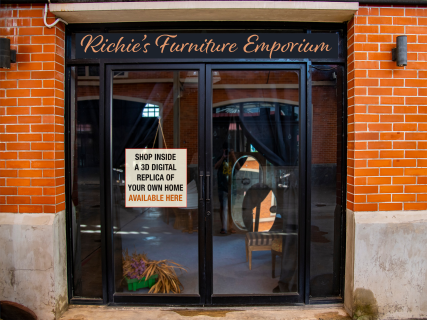 Richie's Furniture Emporium
SHOP INSIDE
A 3D DIGITAL
REPLICA OF
YOUR OWN HOME
AVAILABLE HERE